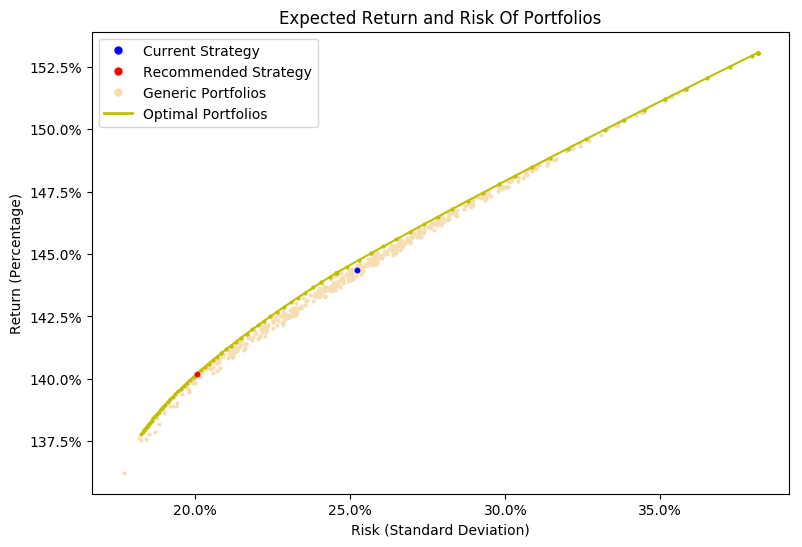 Expected Return and Risk Of Portfolios
Current Strategy
Recommended Strategy
Generic Portfolios
Optimal Portfolios
152.5%
150.0%
147.5%
145.0%
142.5%
140.0%
137.5%
Return (Percentage)
20.0% 25.0% 30.0% 35.0%
Risk (Standard Deviation)